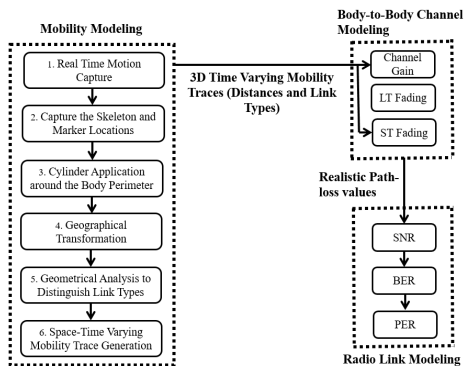 Mobility Modeling
1. Real Time Motion
Capture
2. Capture the Skeleton and
Marker Locations
3. Cylinder Application
around the Body Perimeter
4. Geographical
Transformation
5. Geometrical Analysis to
Distinguish Link Types
6. Space-Time Varying
Mobility Trace Generation
3D Time Varying Mobility
Traces (Distances and Link
Types)
Body-to-Body Channel
Modeling
Channel
Gain
LT Fading
ST Fading
Realistic Path-
loss values
SNR
BER
PER
Radio Link Modeling